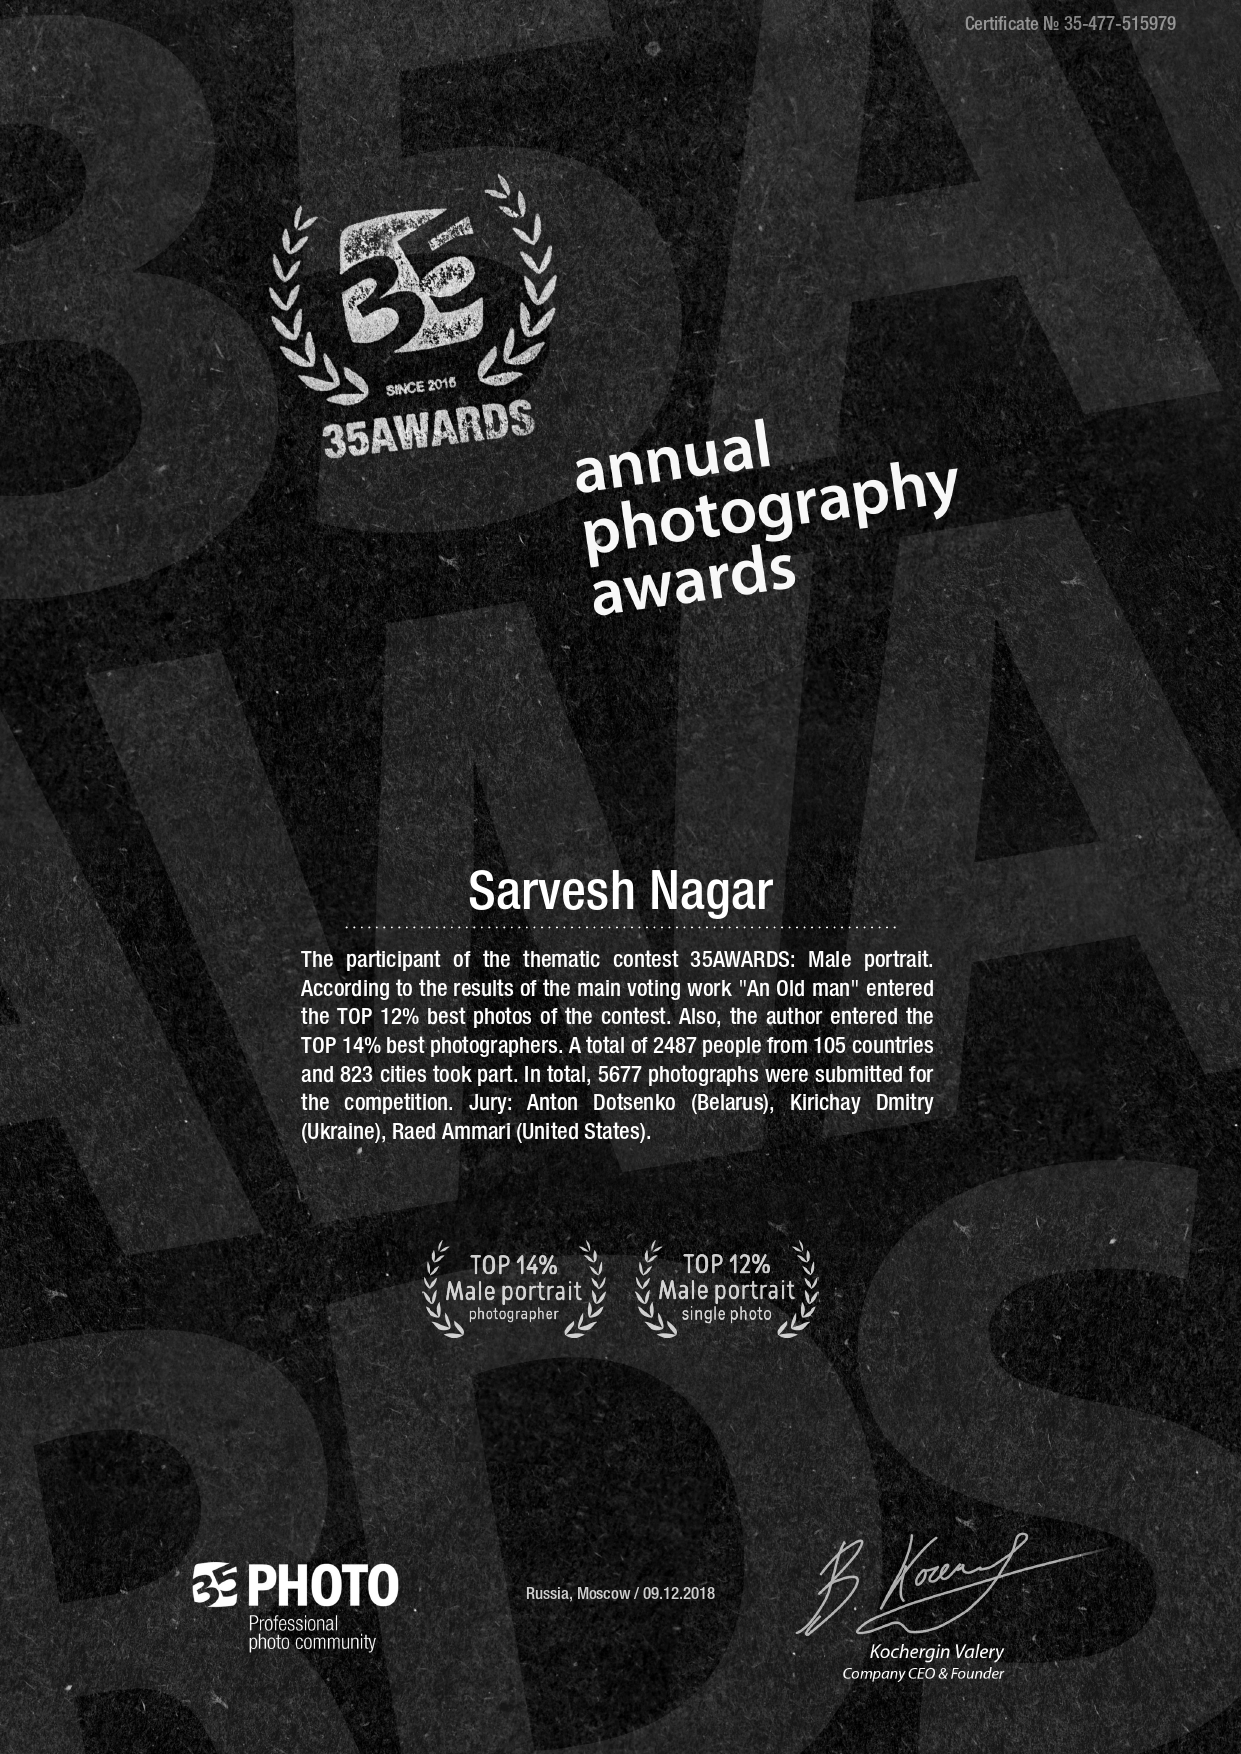 Certificate № 35-477-515979
35
SINCE 2015
35AWARDS
annual
photography
awards
Sarvesh Nagar
The participant of the thematic contest 35AWARDS: Male portrait.
According to the results of the main voting work "An Old man" entered
the TOP 12% best photos of the contest. Also, the author entered the
TOP 14% best photographers. A total of 2487 people from 105 countries
and 823 cities took part. In total, 5677 photographs were submitted for
the competition. Jury: Anton Dotsenko (Belarus), Kirichay Dmitry
(Ukraine), Raed Ammari (United States).
TOP 14%
Male portrait
photographer
TOP 12%
Male portrait
single photo
35 PHOTO
Professional
photo community
Russia, Moscow / 09.12.2018
Kochergin Valery
Company CEO & Founder
35A
AWA
RDS